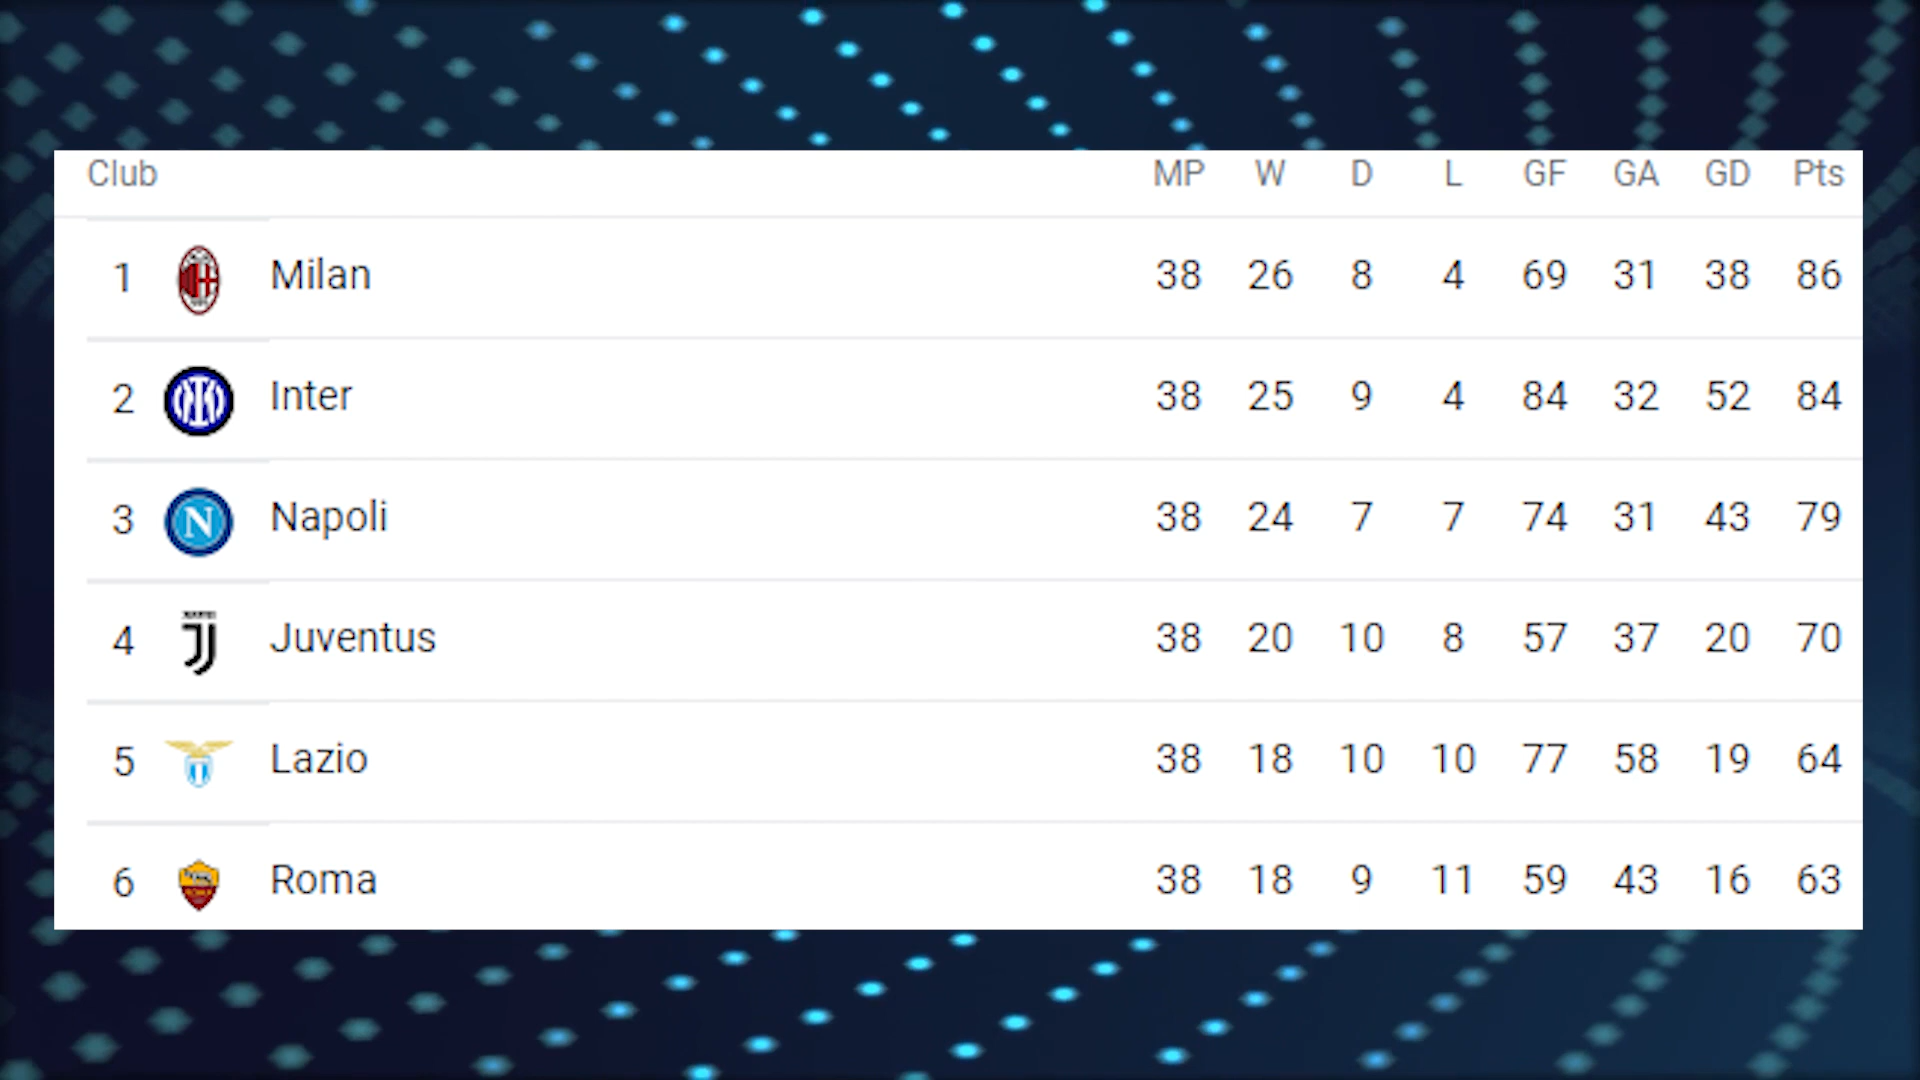 Club MP W D L GF GA GD Pts
1 Milan 38 26 8 4 69 31 38 86
2 Inter 38 25 9 4 84 32 52 84
3 N Napoli 38 24 7 7 74 31 43 79
4 Juventus 38 20 10 8 57 37 20 70
5 Lazio 38 18 10 10 77 58 19 64
6 Roma 38 18 9 11 59 43 16 63